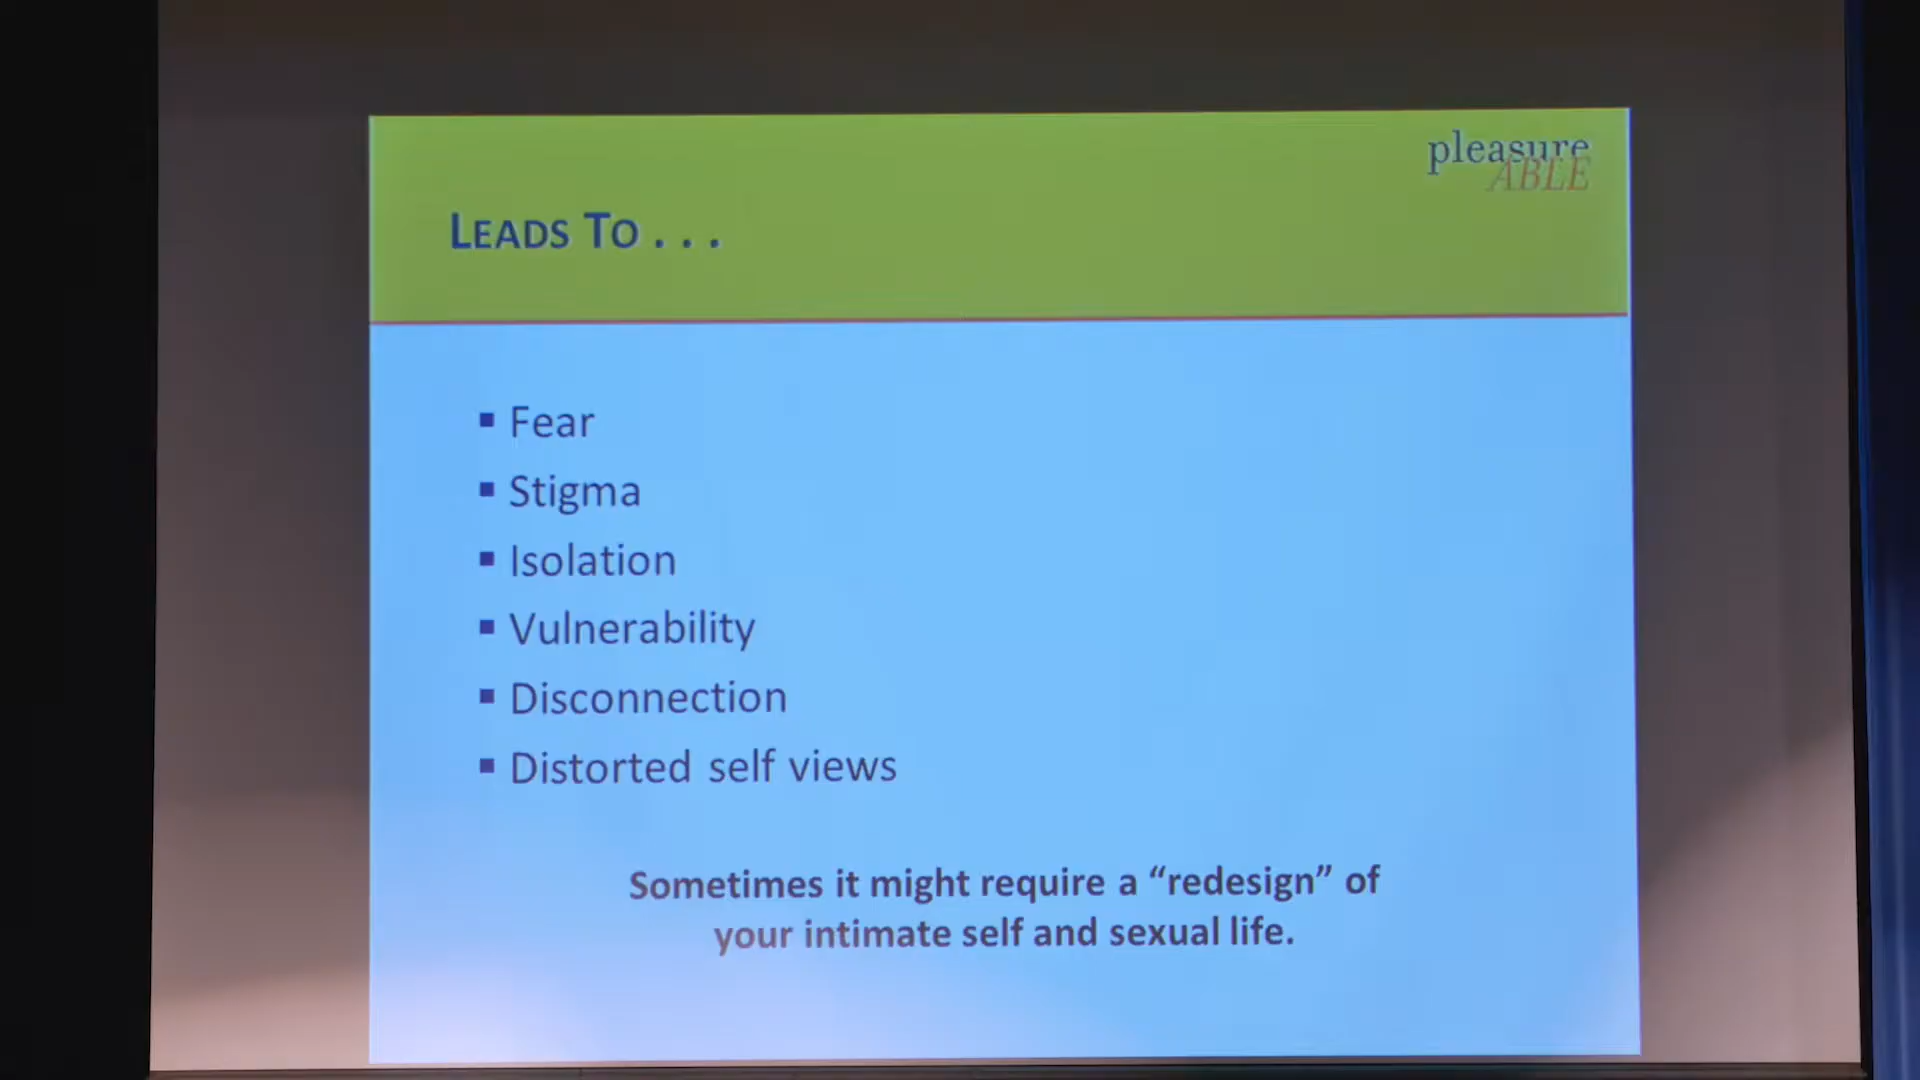 pleasure
ABLE
LEADS TO . . .
▪ Fear
▪ Stigma
▪ Isolation
▪ Vulnerability
▪ Disconnection
▪ Distorted self views
Sometimes it might require a “redesign” of
your intimate self and sexual life.